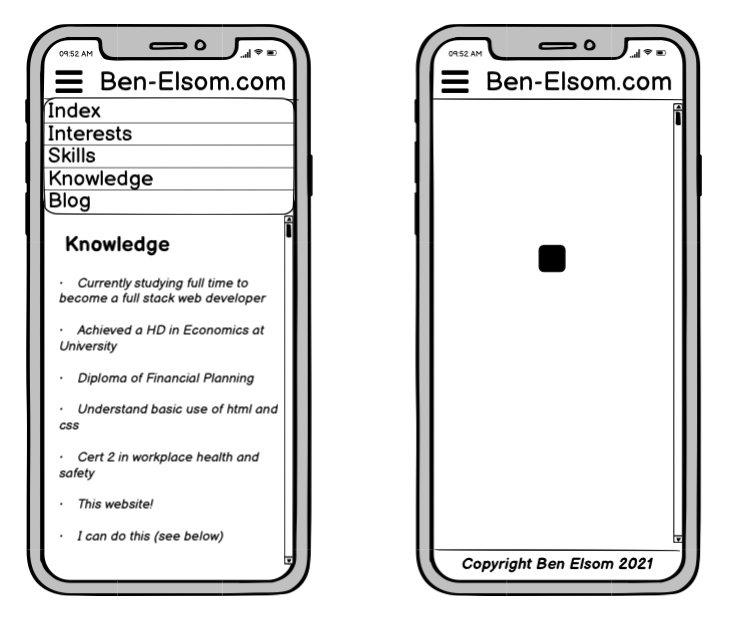 09:52 AM
Ben-Elsom.com
Index
Interests
Skills
Knowledge
Blog
Knowledge
· Currently studying full time to
become a full stack web developer
· Achieved a HD in Economics at
University
· Diploma of Financial Planning
· Understand basic use of html and
css
· Cert 2 in workplace health and
safety
· This website!
· I can do this (see below)
09:52 AM
Ben-Elsom.com
Copyright Ben Elsom 2021